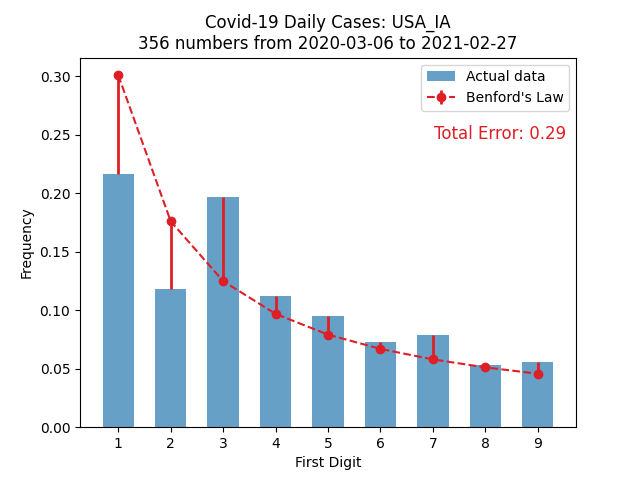 Covid-19 Daily Cases: USA_IA
356 numbers from 2020-03-06 to 2021-02-27
Actual data
Benford's Law
Total Error: 0.29
Frequency
0.30
0.25
0.20
0.15
0.10
0.05
0.00
1 2 3 4 5 6 7 8 9
First Digit